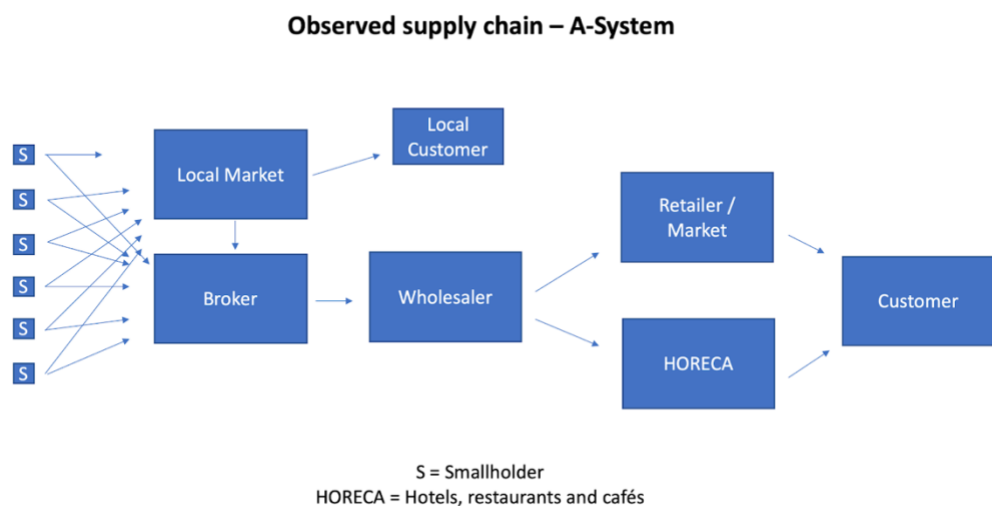 Observed supply chain – A-System
S
S
S
S
S
S
Local Market
Local
Customer
Broker
Wholesaler
Retailer /
Market
HORECA
Customer
S = Smallholder
HORECA = Hotels, restaurants and cafés